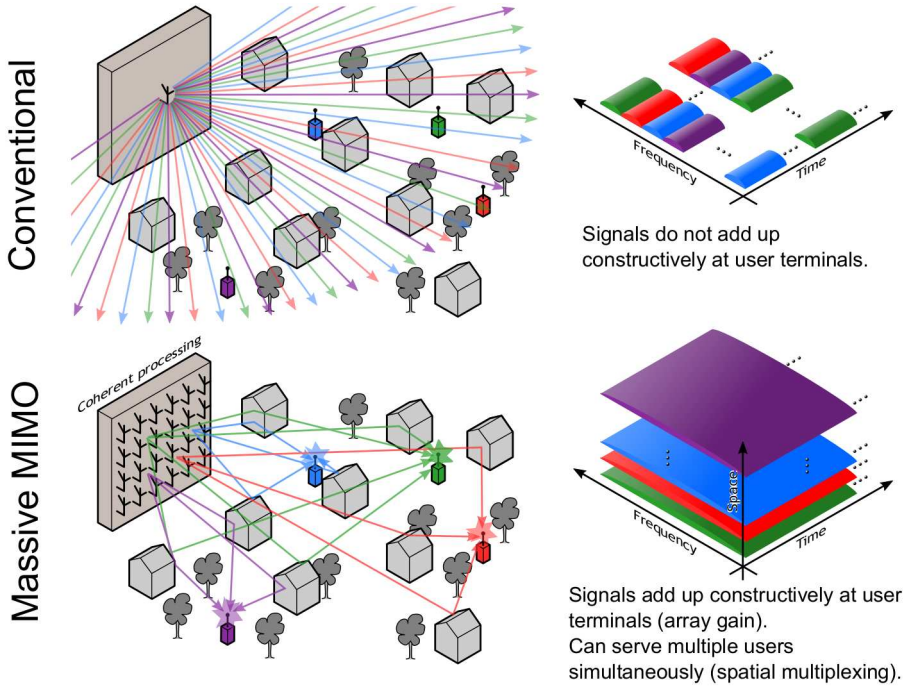 Conventional
Frequency
Time
Signals do not add up
constructively at user terminals.
Massive MIMO
Coherent processing
Space
Frequency
Time
Signals add up constructively at user
terminals (array gain).
Can serve multiple users
simultaneously (spatial multiplexing).